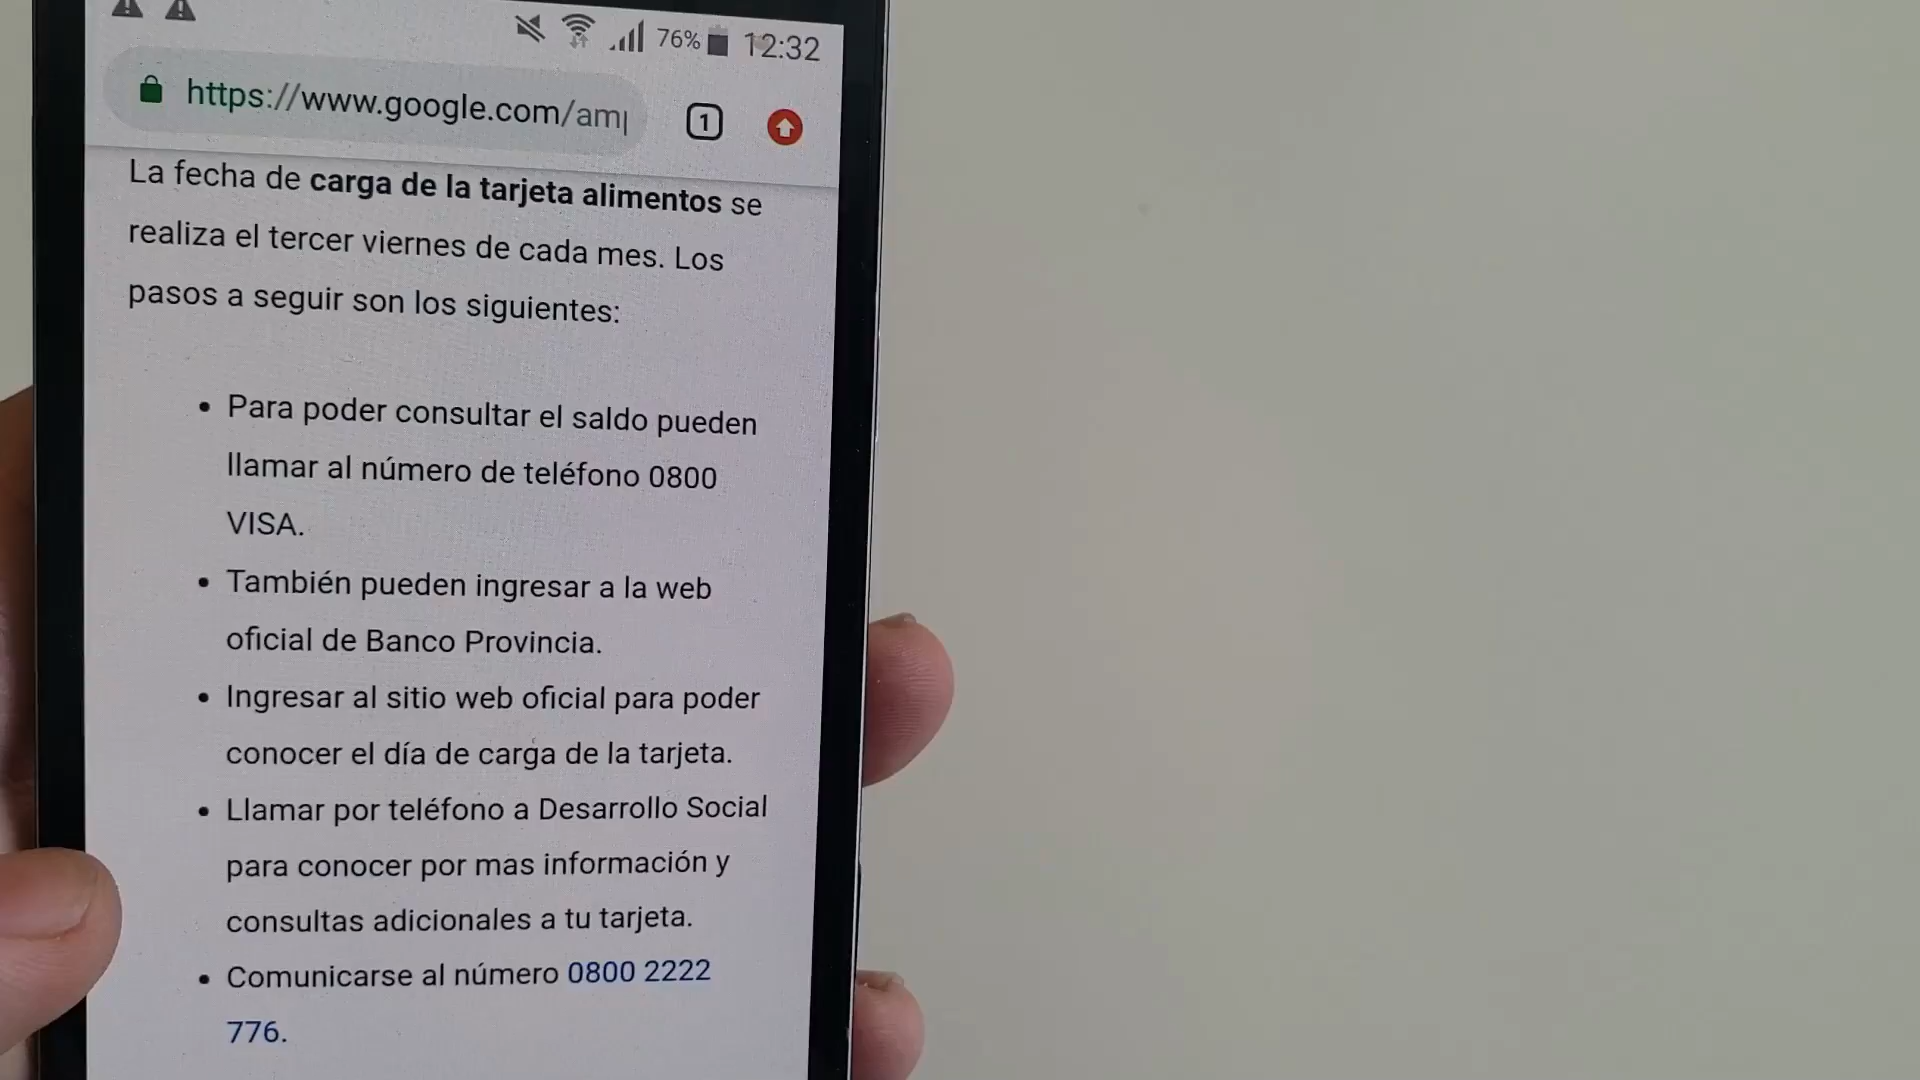 76% 12:32
https://www.google.com/amp
1
La fecha de carga de la tarjeta alimentos se
realiza el tercer viernes de cada mes. Los
pasos a seguir son los siguientes:
• Para poder consultar el saldo pueden
llamar al número de teléfono 0800
VISA.
• También pueden ingresar a la web
oficial de Banco Provincia.
• Ingresar al sitio web oficial para poder
conocer el día de carga de la tarjeta.
• Llamar por teléfono a Desarrollo Social
para conocer por mas información y
consultas adicionales a tu tarjeta.
• Comunicarse al número 0800 2222
776.